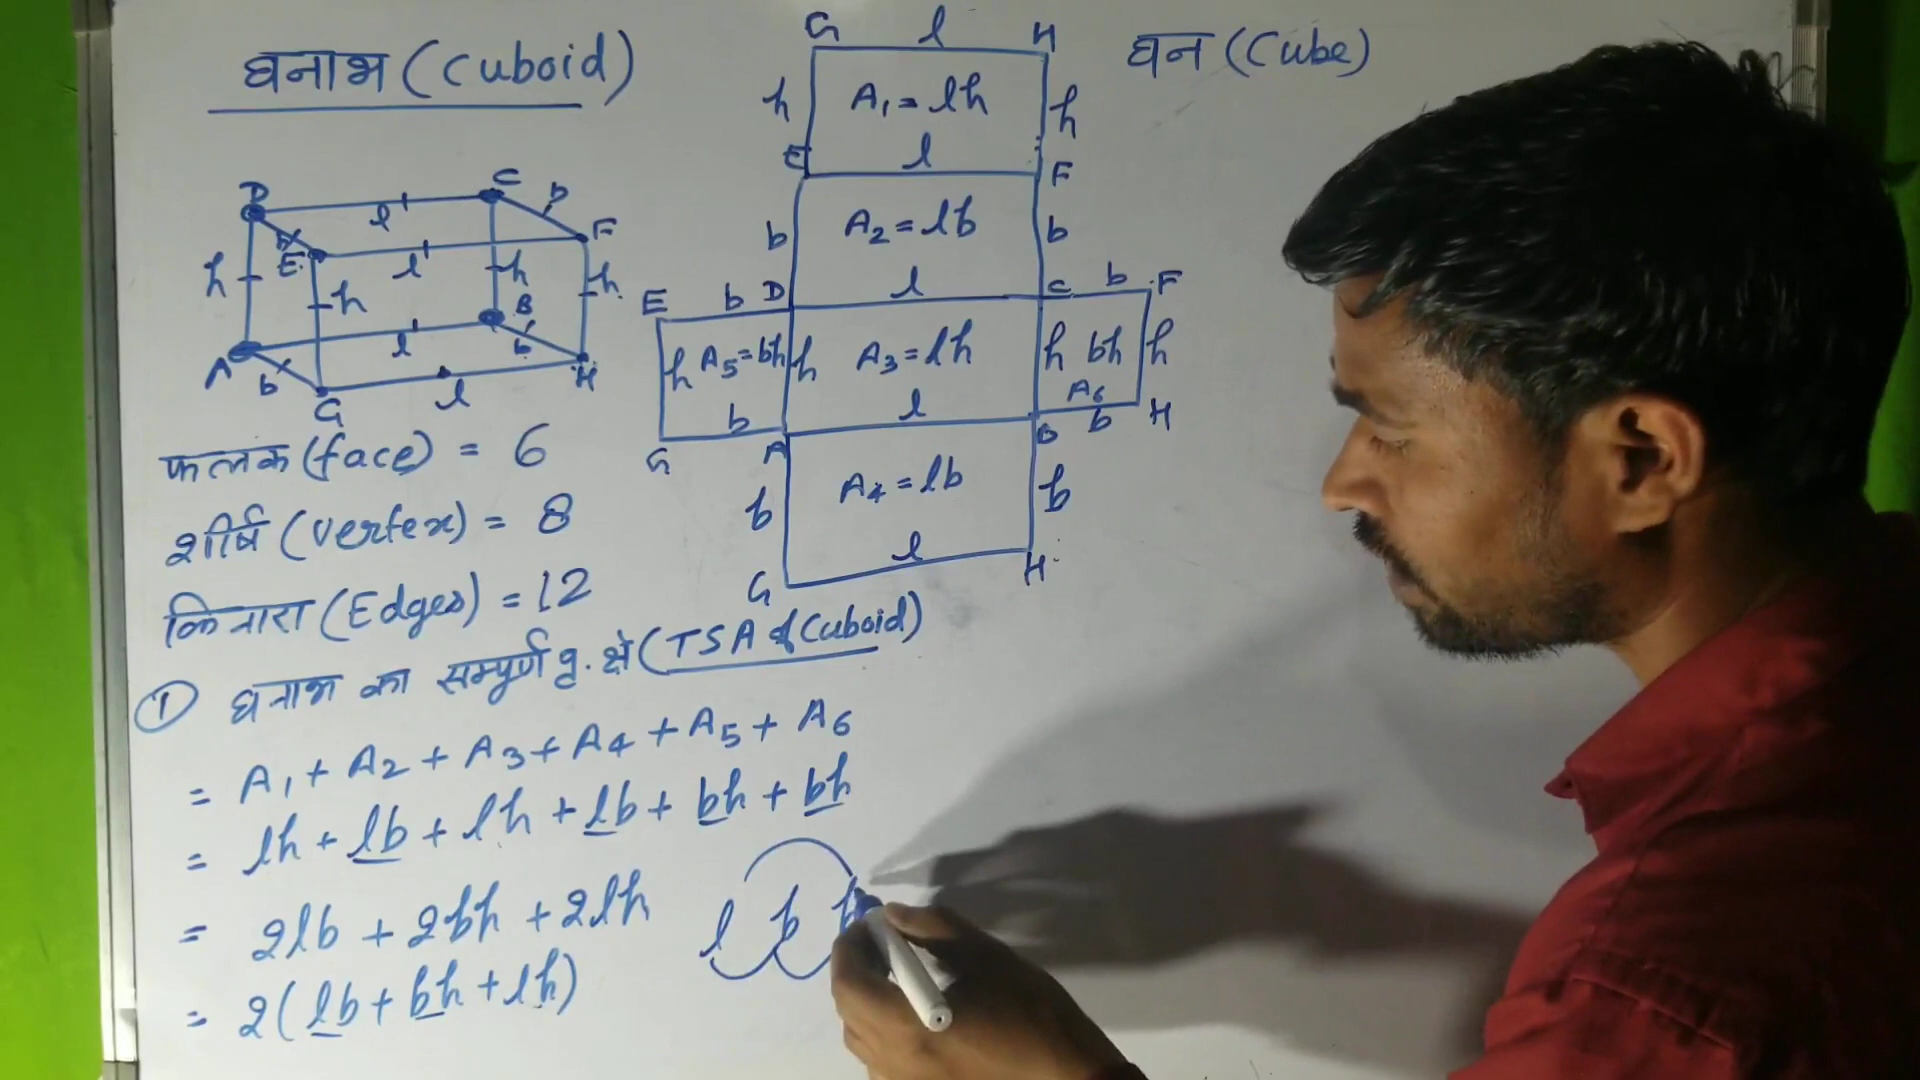 घनाभ (Cuboid)
D C F E A B G H
l l l l
b b b b
h h h h
फलक (face) = 6
शीर्ष (vertex) = 8
किनारा (Edges) = 12
G l H
h A₁ = lh h
E l F
b A₂ = lb b
E b D l C b F
h A₅ = bh h A₃ = lh h bh h
A₆
G b A l B b H
b A₄ = lb b
G l H
① घनाभ का सम्पूर्ण पृ. क्षे (TSA of Cuboid)
= A₁ + A₂ + A₃ + A₄ + A₅ + A₆
= lh + lb + lh + lb + bh + bh
= 2lb + 2bh + 2lh
= 2(lb + bh + lh)
l b h
घन (Cube)